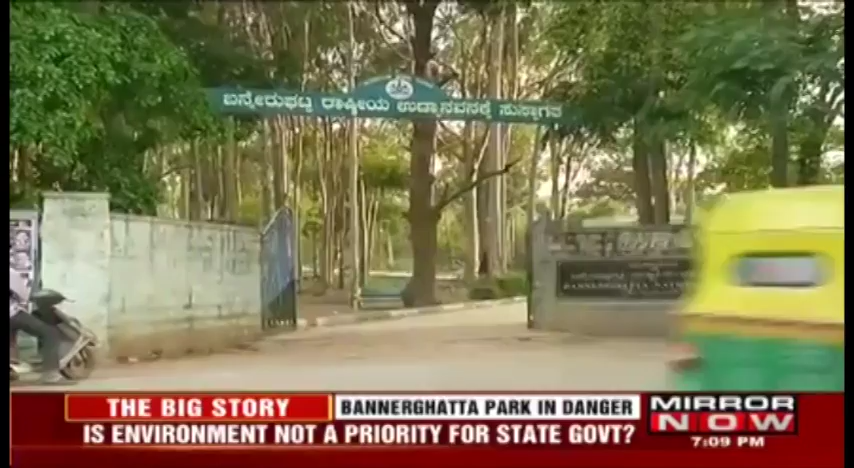 ಬನ್ನೇರುಘಟ್ಟ ರಾಷ್ಟ್ರೀಯ ಉದ್ಯಾನವನಕ್ಕೆ ಸುಸ್ವಾಗತ
BANNERGHATTA
THE BIG STORY
BANNERGHATTA PARK IN DANGER
IS ENVIRONMENT NOT A PRIORITY FOR STATE GOVT?
MIRROR
NOW
7:09 PM